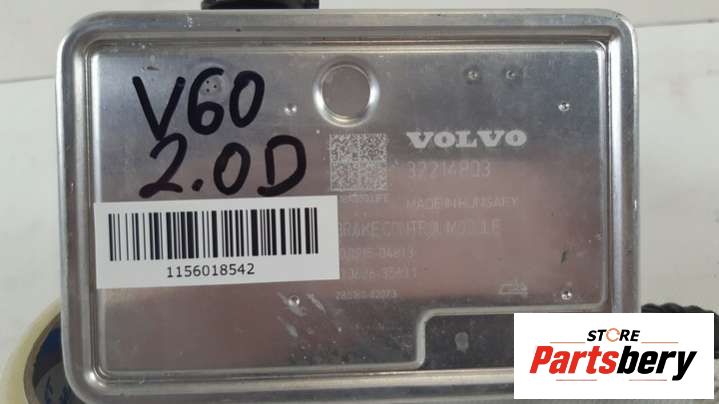 V60
2.0D
VOLVO
32214803
MADE IN HUNGARY
BRAKE CONTROL MODULE
1156018542
STORE
Partsbery